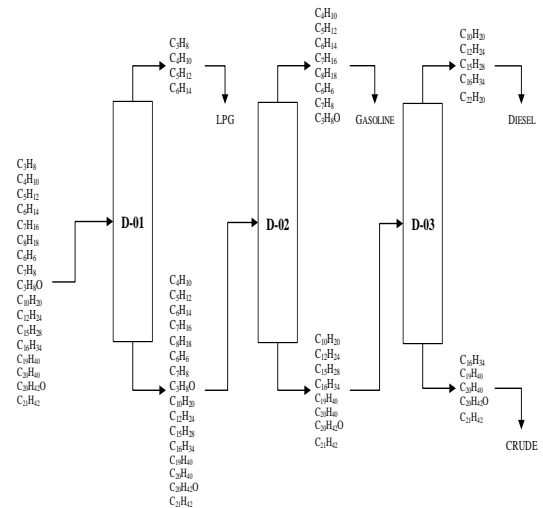 C₃H₈
C₄H₁₀
C₅H₁₂
C₆H₁₄
C₇H₁₆
C₈H₁₈
C₆H₆
C₇H₈
C₃H₈O
C₁₀H₂₀
C₁₂H₂₄
C₁₅H₂₈
C₁₆H₃₄
C₁₉H₄₀
C₂₀H₄₀
C₂₀H₄₂O
C₂₁H₄₂
D-01
C₃H₈
C₄H₁₀
C₅H₁₂
C₆H₁₄
LPG
C₄H₁₀
C₅H₁₂
C₆H₁₄
C₇H₁₆
C₈H₁₈
C₆H₆
C₇H₈
C₃H₈O
C₁₀H₂₀
C₁₂H₂₄
C₁₅H₂₈
C₁₆H₃₄
C₁₉H₄₀
C₂₀H₄₀
C₂₀H₄₂O
C₂₁H₄₂
D-02
C₄H₁₀
C₅H₁₂
C₆H₁₄
C₇H₁₆
C₈H₁₈
C₆H₆
C₇H₈
C₃H₈O
GASOLINE
C₁₀H₂₀
C₁₂H₂₄
C₁₅H₂₈
C₁₆H₃₄
C₁₉H₄₀
C₂₀H₄₀
C₂₀H₄₂O
C₂₁H₄₂
D-03
C₁₀H₂₀
C₁₂H₂₄
C₁₅H₂₈
C₁₆H₃₄
C₂₂H₂₀
DIESEL
C₁₆H₃₄
C₁₉H₄₀
C₂₀H₄₀
C₂₀H₄₂O
C₂₁H₄₂
CRUDE